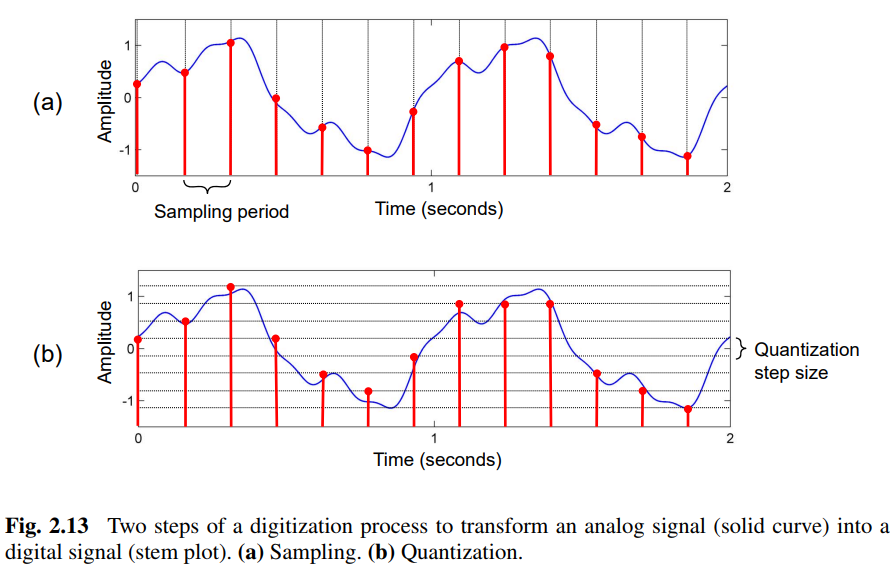 (a)
Amplitude
1
0
-1
0
1
2
Sampling period
Time (seconds)
(b)
Amplitude
1
0
-1
0
1
2
Quantization
step size
Time (seconds)
Fig. 2.13 Two steps of a digitization process to transform an analog signal (solid curve) into a
digital signal (stem plot). (a) Sampling. (b) Quantization.